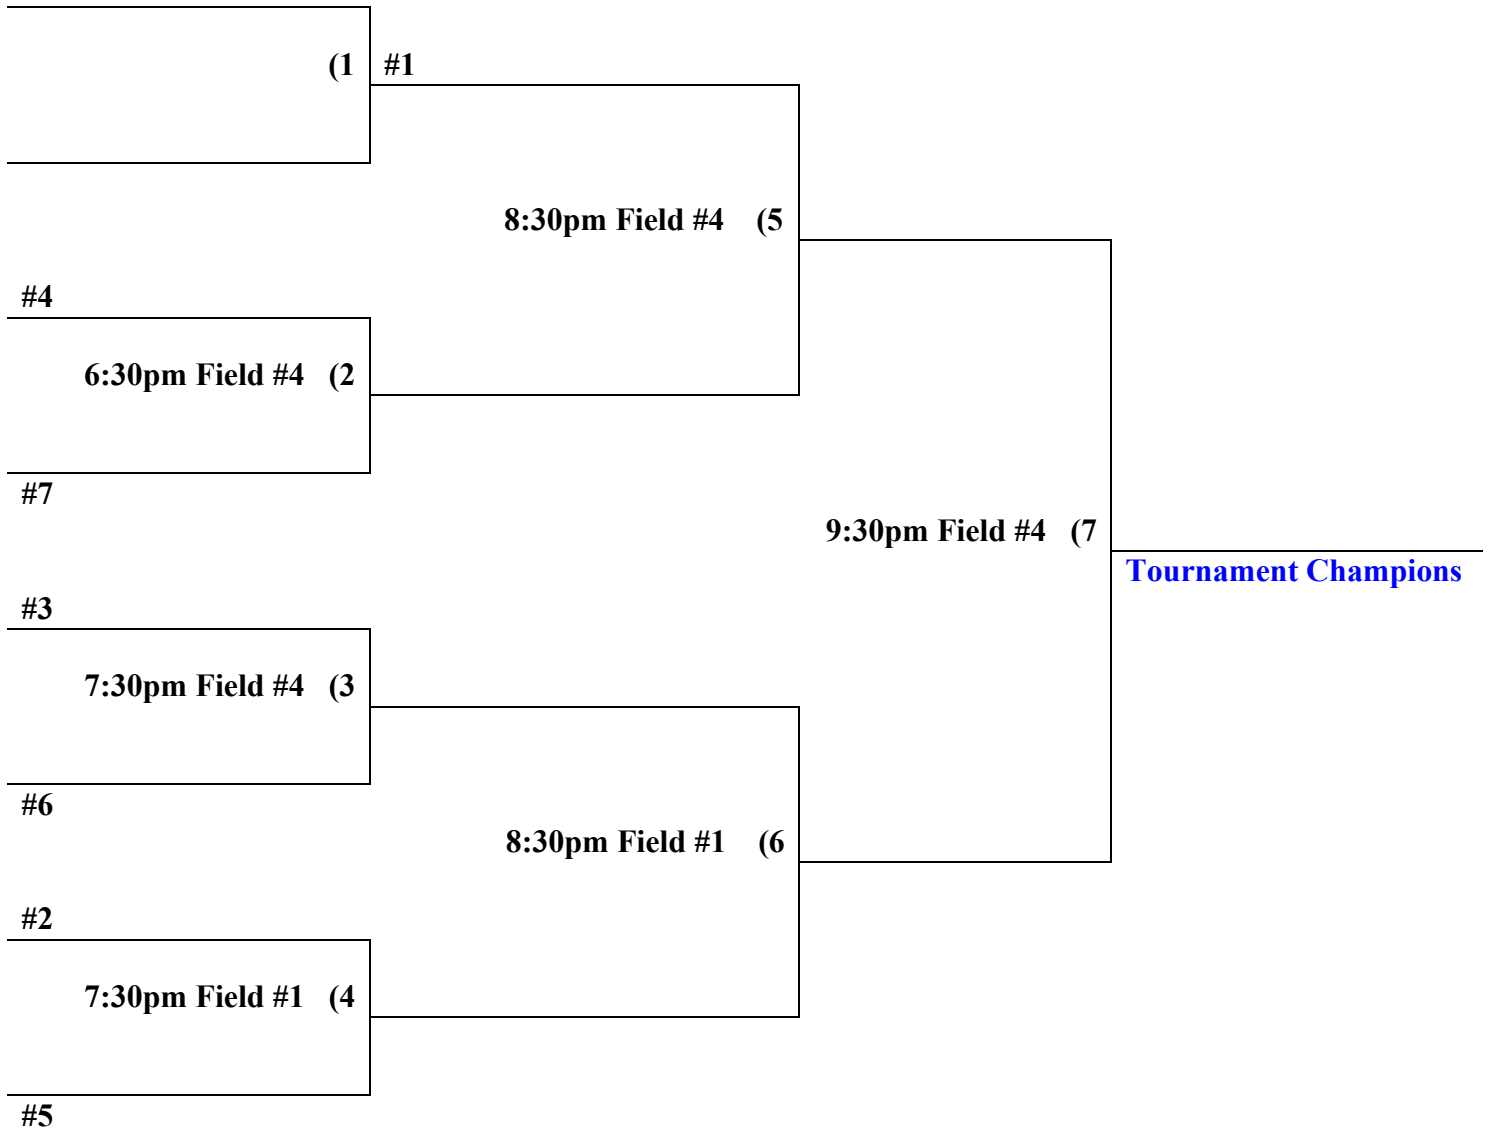 (1 #1
8:30pm Field #4 (5
#4
6:30pm Field #4 (2
#7
9:30pm Field #4 (7
Tournament Champions
#3
7:30pm Field #4 (3
#6
8:30pm Field #1 (6
#2
7:30pm Field #1 (4
#5